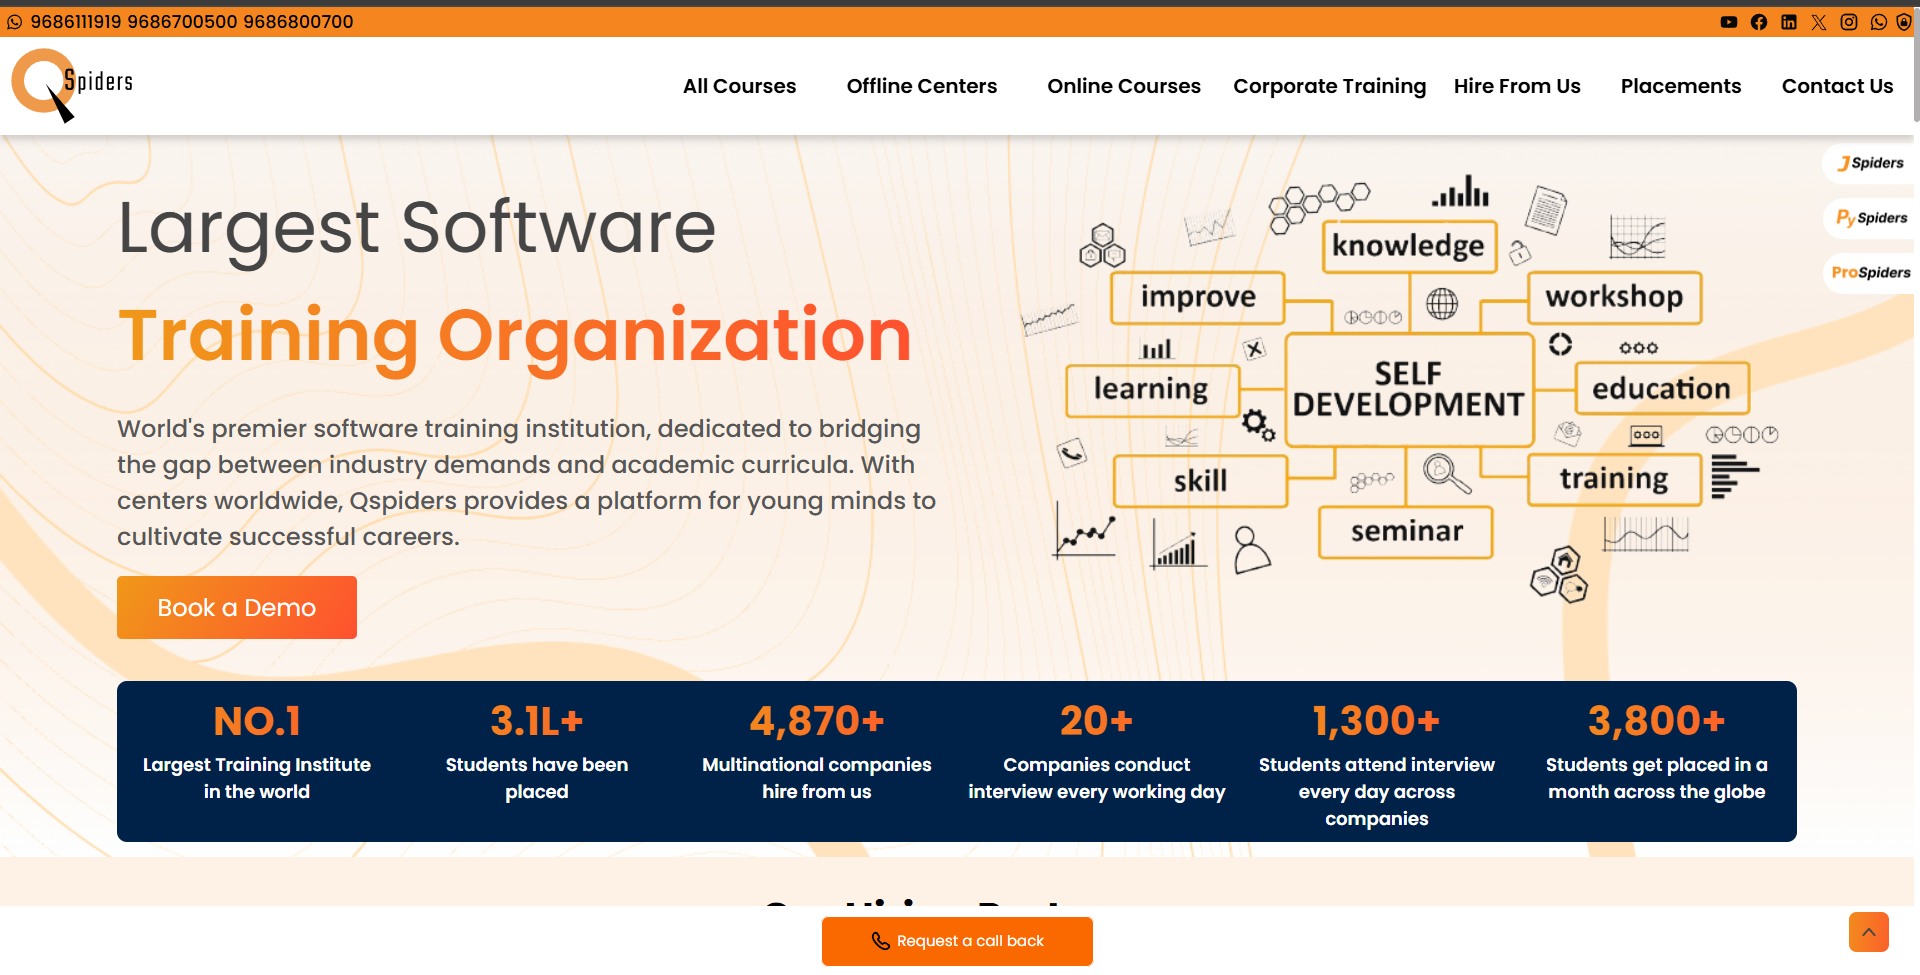 9686111919 9686700500 9686800700
Spiders
All Courses Offline Centers Online Courses Corporate Training Hire From Us Placements Contact Us
JSpiders
PySpiders
ProSpiders
Largest Software
Training Organization
World's premier software training institution, dedicated to bridging
the gap between industry demands and academic curricula. With
centers worldwide, Qspiders provides a platform for young minds to
cultivate successful careers.
Book a Demo
knowledge
improve
workshop
SELF
DEVELOPMENT
learning
education
skill
training
seminar
NO.1
Largest Training Institute
in the world
3.1L+
Students have been
placed
4,870+
Multinational companies
hire from us
20+
Companies conduct
interview every working day
1,300+
Students attend interview
every day across
companies
3,800+
Students get placed in a
month across the globe
Request a call back